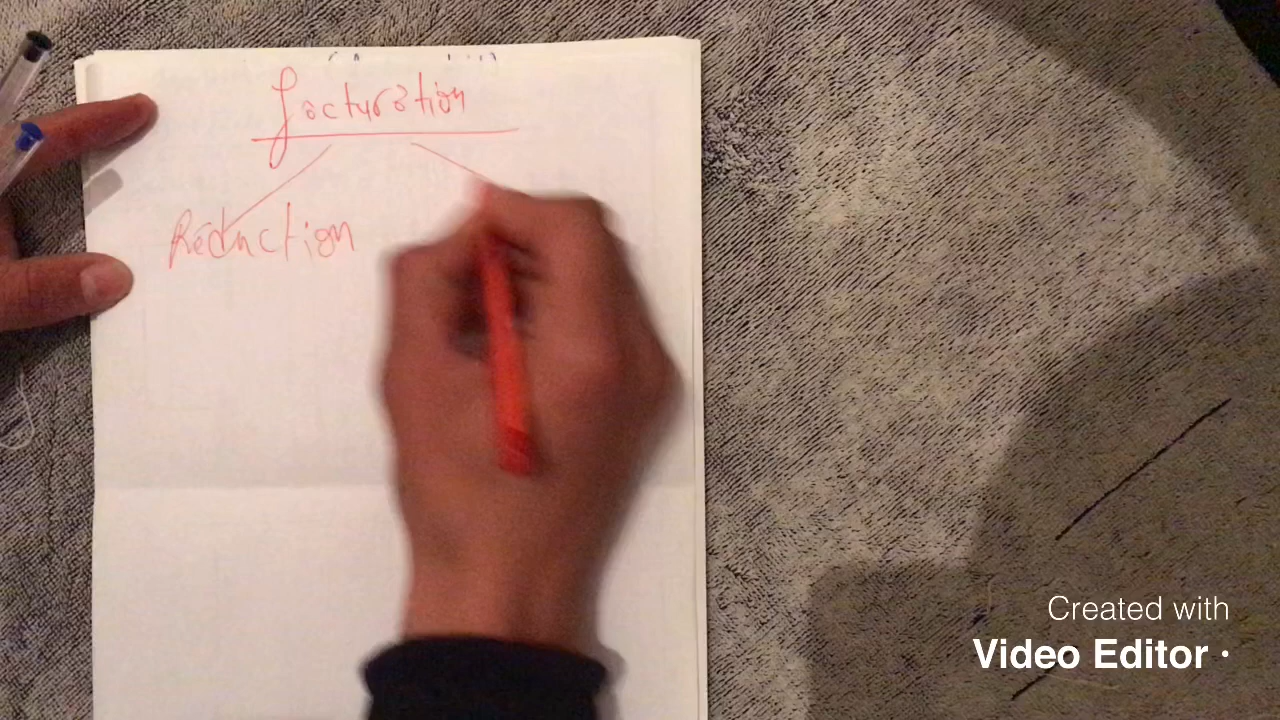 facturation
Réduction
Created with
Video Editor ·